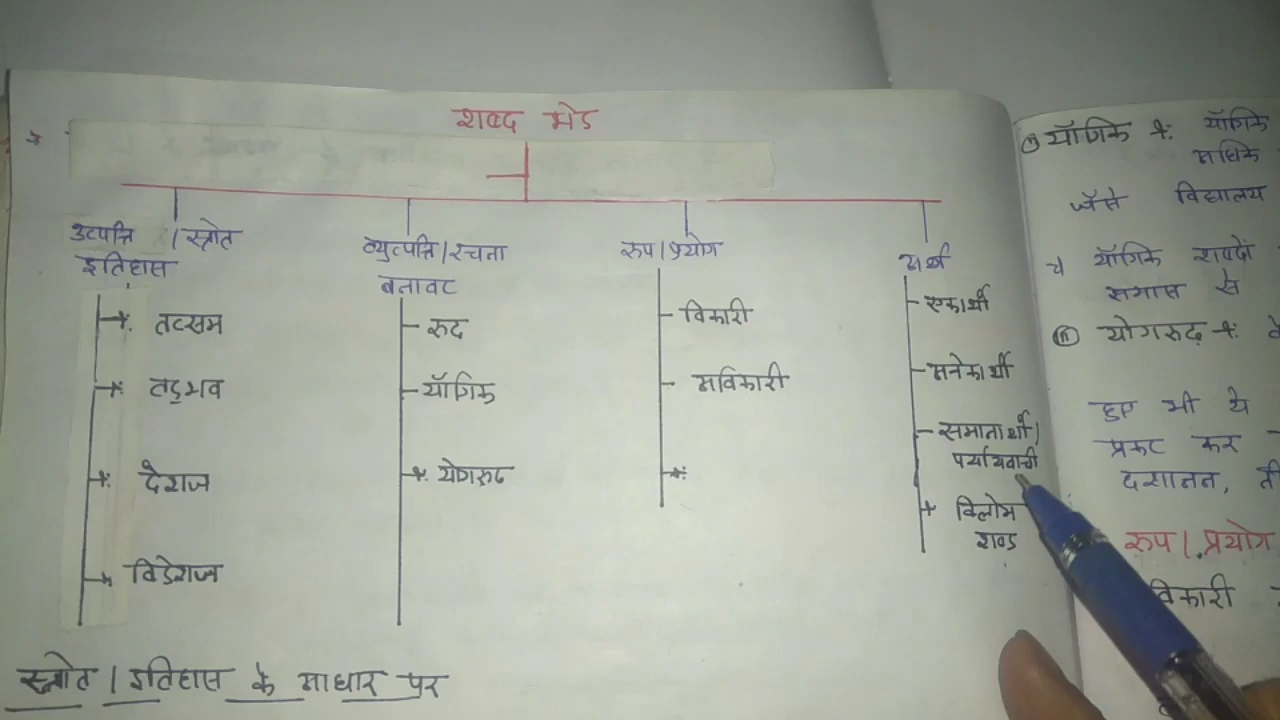 शब्द भेद
उत्पत्ति / स्त्रोत
इतिहास
तत्सम
तद्भव
देशज
विदेशज
व्युत्पत्ति / रचना
बनावट
रूढ
यौगिक
योगरूढ
रूप / प्रयोग
विकारी
अविकारी
अर्थ
एकार्थी
अनेकार्थी
समानार्थी /
पर्यायवाची
विलोम
शब्द
स्त्रोत / इतिहास के आधार पर
यौगिक यौगिक
जैसे विद्यालय
यौगिक शब्दों
समास से
योगरूढ़
हुए भी ये
प्रकट कर
दसानन,
रूप / प्रयोग
विकारी